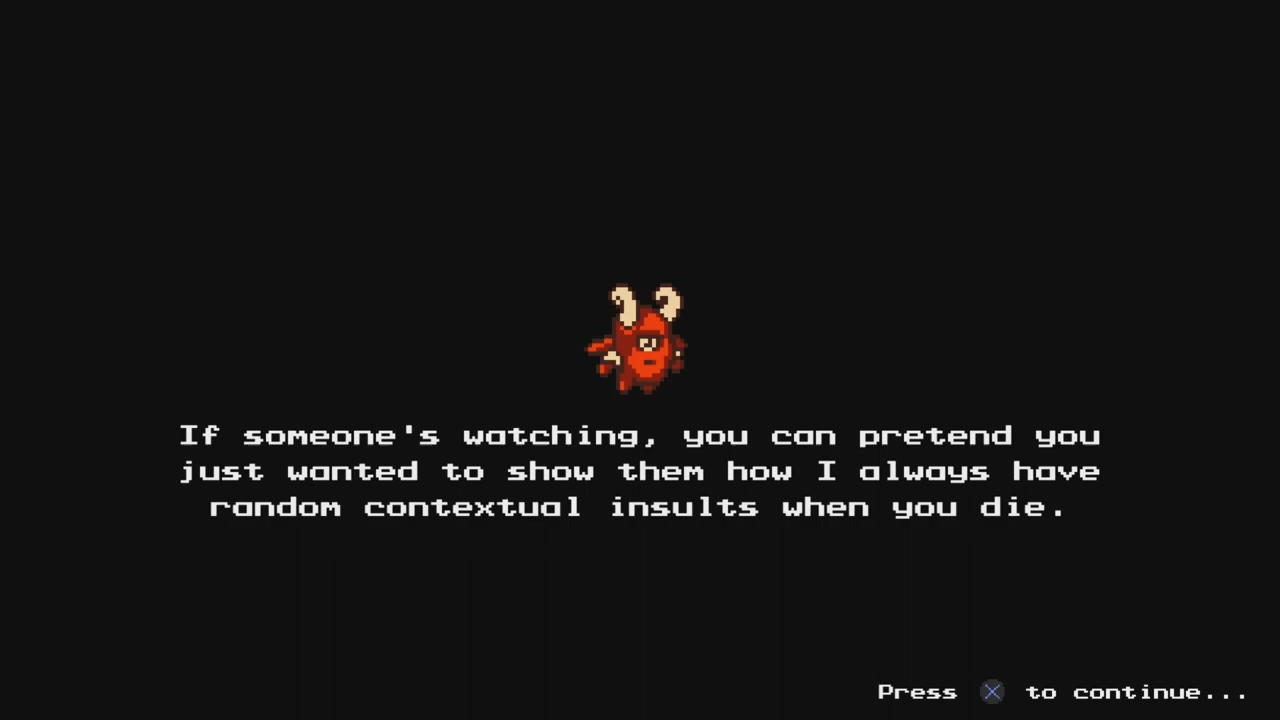 If someone's watching, you can pretend you
just wanted to show them how I always have
random contextual insults when you die.
Press to continue...